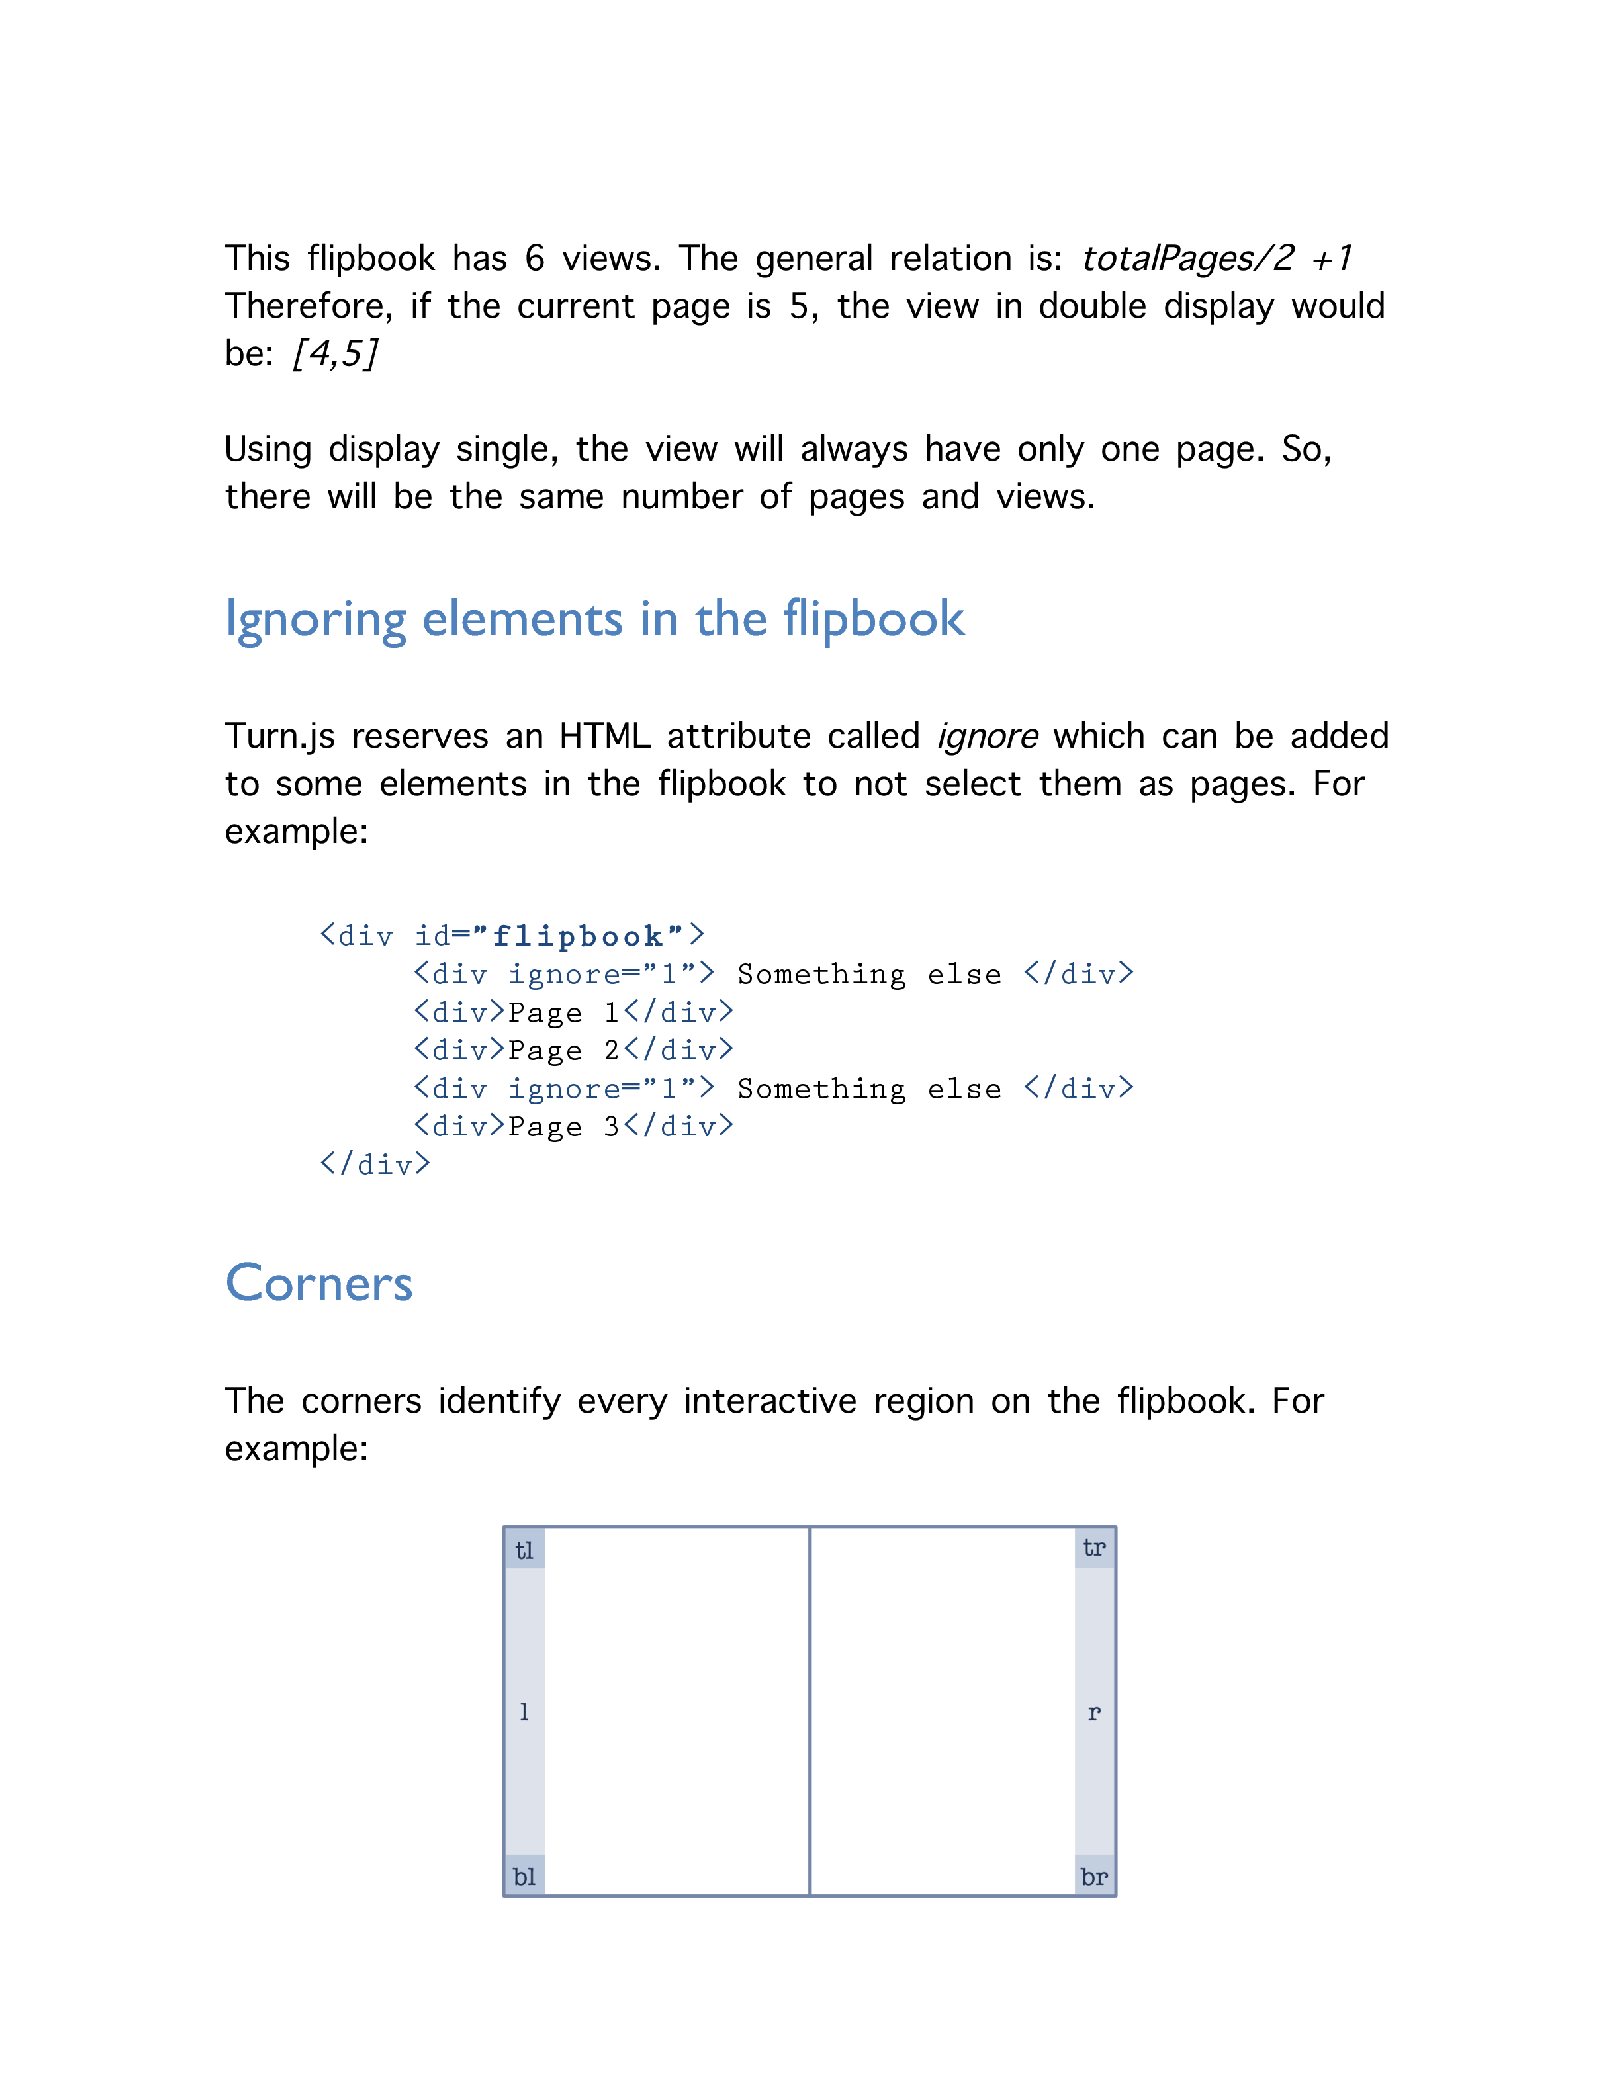 This flipbook has 6 views. The general relation is: totalPages/2 +1
Therefore, if the current page is 5, the view in double display would
be: [4,5]
Using display single, the view will always have only one page. So,
there will be the same number of pages and views.
Ignoring elements in the flipbook
Turn.js reserves an HTML attribute called ignore which can be added
to some elements in the flipbook to not select them as pages. For
example:
<div id="flipbook">
<div ignore="1"> Something else </div>
<div>Page 1</div>
<div>Page 2</div>
<div ignore="1"> Something else </div>
<div>Page 3</div>
</div>
Corners
The corners identify every interactive region on the flipbook. For
example:
tl tr
l r
bl br